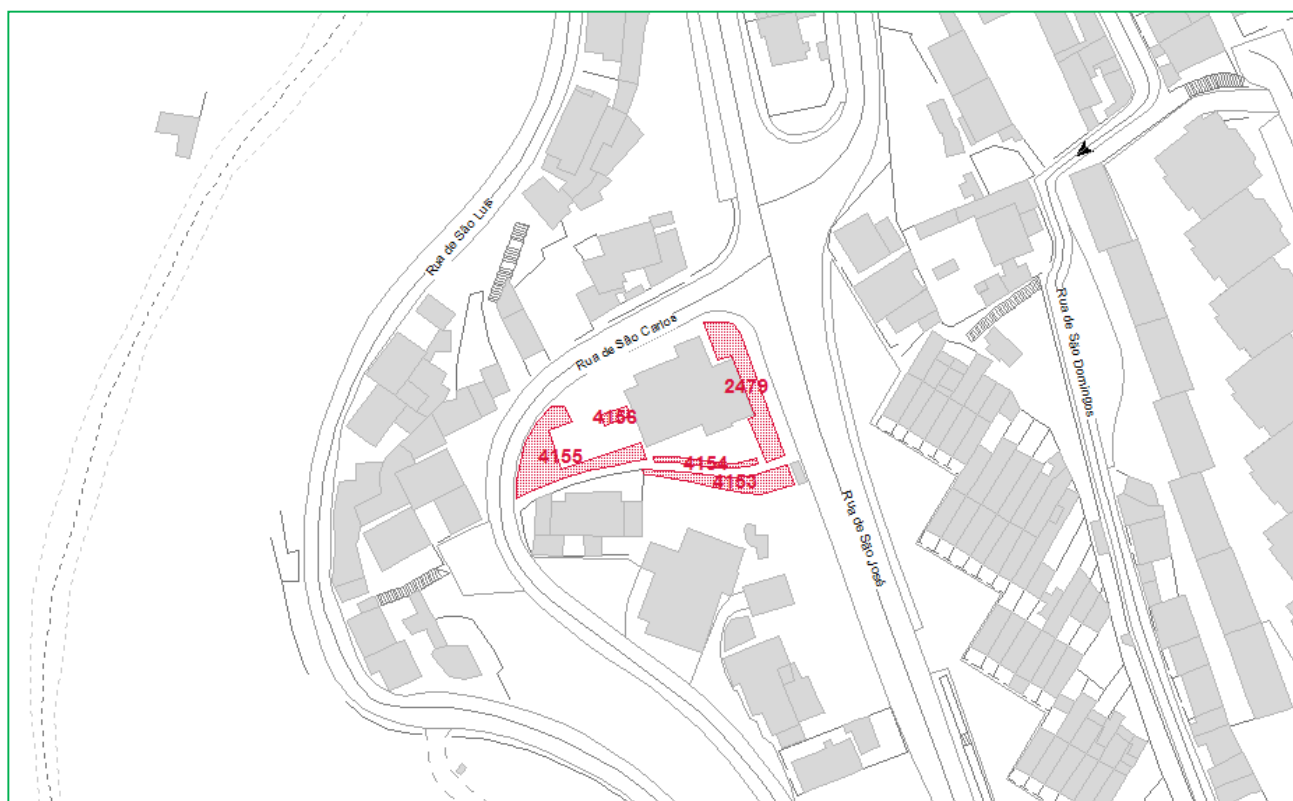 Rua de São Luís
Rua de São Carlos
Rua de São Domingos
2479
4156
4155
4154
4153
Rua de São José